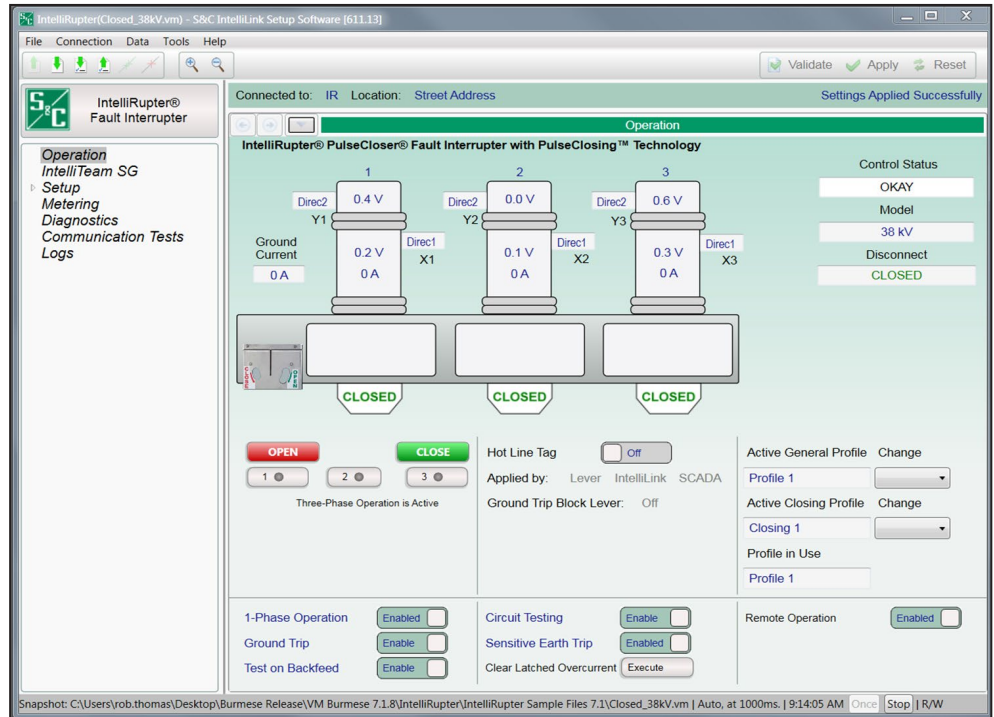 IntelliRupter(Closed_38kV.vm) - S&C IntelliLink Setup Software [611.13]
File Connection Data Tools Help
Validate Apply Reset
S&C
IntelliRupter®
Fault Interrupter
Connected to: IR Location: Street Address Settings Applied Successfully
Operation
IntelliTeam SG
Setup
Metering
Diagnostics
Communication Tests
Logs
Operation
IntelliRupter® PulseCloser® Fault Interrupter with PulseClosing™ Technology
1 2 3
Direc2 0.4 V Direc2 0.0 V Direc2 0.6 V
Y1 Y2 Y3
Ground
Current
0 A
0.2 V Direc1 0.1 V Direc1 0.3 V Direc1
X1 X2 X3
0 A 0 A 0 A
Control Status
OKAY
Model
38 kV
Disconnect
CLOSED
CLOSE OPEN
CLOSED CLOSED CLOSED
OPEN CLOSE
1 2 3
Three-Phase Operation is Active
Hot Line Tag Off
Applied by: Lever IntelliLink SCADA
Ground Trip Block Lever: Off
Active General Profile Change
Profile 1
Active Closing Profile Change
Closing 1
Profile in Use
Profile 1
1-Phase Operation Enabled
Ground Trip Enable
Test on Backfeed Enable
Circuit Testing Enable
Sensitive Earth Trip Enabled
Clear Latched Overcurrent Execute
Remote Operation Enabled
Snapshot: C:\Users\rob.thomas\Desktop\Burmese Release\VM Burmese 7.1.8\IntelliRupter\IntelliRupter Sample Files 7.1\Closed_38kV.vm | Auto, at 1000ms. | 9:14:05 AM Once Stop | R/W